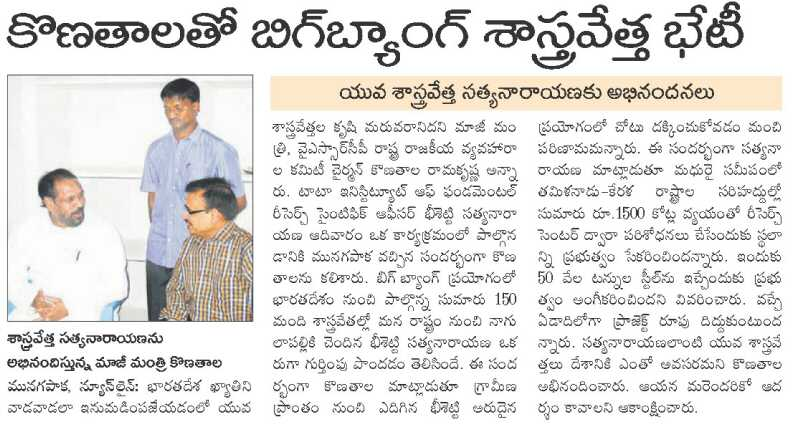 కొణతాలతో బిగ్‌బ్యాంగ్ శాస్త్రవేత్త భేటీ
యువ శాస్త్రవేత్త సత్యనారాయణకు అభినందనలు
శాస్త్రవేత్త సత్యనారాయణను
అభినందిస్తున్న మాజీ మంత్రి కొణతాల
మునగపాక, న్యూస్‌లైన్: భారతదేశ ఖ్యాతిని
వాడవాడలా ఇనుమడింపజేయడంలో యువ
శాస్త్రవేత్తల కృషి మరువరానిదని మాజీ మం
త్రి, వైఎస్సార్‌సీపీ రాష్ట్ర రాజకీయ వ్యవహారా
ల కమిటీ చైర్మన్ కొణతాల రామకృష్ణ అన్నా
రు. టాటా ఇనిస్టిట్యూట్ ఆఫ్ ఫండమెంటల్
రీసెర్చ్ సైంటిఫిక్ ఆఫీసర్ భీశెట్టి సత్యనారా
యణ ఆదివారం ఒక కార్యక్రమంలో పాల్గొన
డానికి మునగపాక వచ్చిన సందర్భంగా కొణ
తాలను కలిశారు. బిగ్ బ్యాంగ్ ప్రయోగంలో
భారతదేశం నుంచి పాల్గొన్న సుమారు 150
మంది శాస్త్రవేతల్లో మన రాష్ట్రం నుంచి నాగు
లాపల్లికి చెందిన భీశెట్టి సత్యనారాయణ ఒక
రుగా గుర్తింపు పొందడం తెలిసిందే. ఈ సంద
ర్భంగా కొణతాల మాట్లాడుతూ గ్రామీణ
ప్రాంతం నుంచి ఎదిగిన భీశెట్టి అరుదైన
ప్రయోగంలో చోటు దక్కించుకోవడం మంచి
పరిణామమన్నారు. ఈ సందర్భంగా సత్యనా
రాయణ మాట్లాడుతూ మధురై సమీపంలో
తమిళనాడు-కేరళ రాష్ట్రాల సరిహద్దుల్లో
సుమారు రూ.1500 కోట్ల వ్యయంతో రీసెర్చ్
సెంటర్ ద్వారా పరిశోధనలు చేసేందుకు స్థలా
న్ని ప్రభుత్వం సేకరించిందన్నారు. ఇందుకు
50 వేల టన్నుల స్టీల్‌ను ఇచ్చేందుకు ప్రభు
త్వం అంగీకరించిందని వివరించారు. వచ్చే
ఏడాదిలోగా ప్రాజెక్ట్ రూపు దిద్దుకుంటుంద
న్నారు. సత్యనారాయణలాంటి యువ శాస్త్రవే
త్తలు దేశానికి ఎంతో అవసరమని కొణతాల
అభినందించారు. ఆయన మరెందరికో ఆద
ర్శం కావాలని ఆకాంక్షించారు.